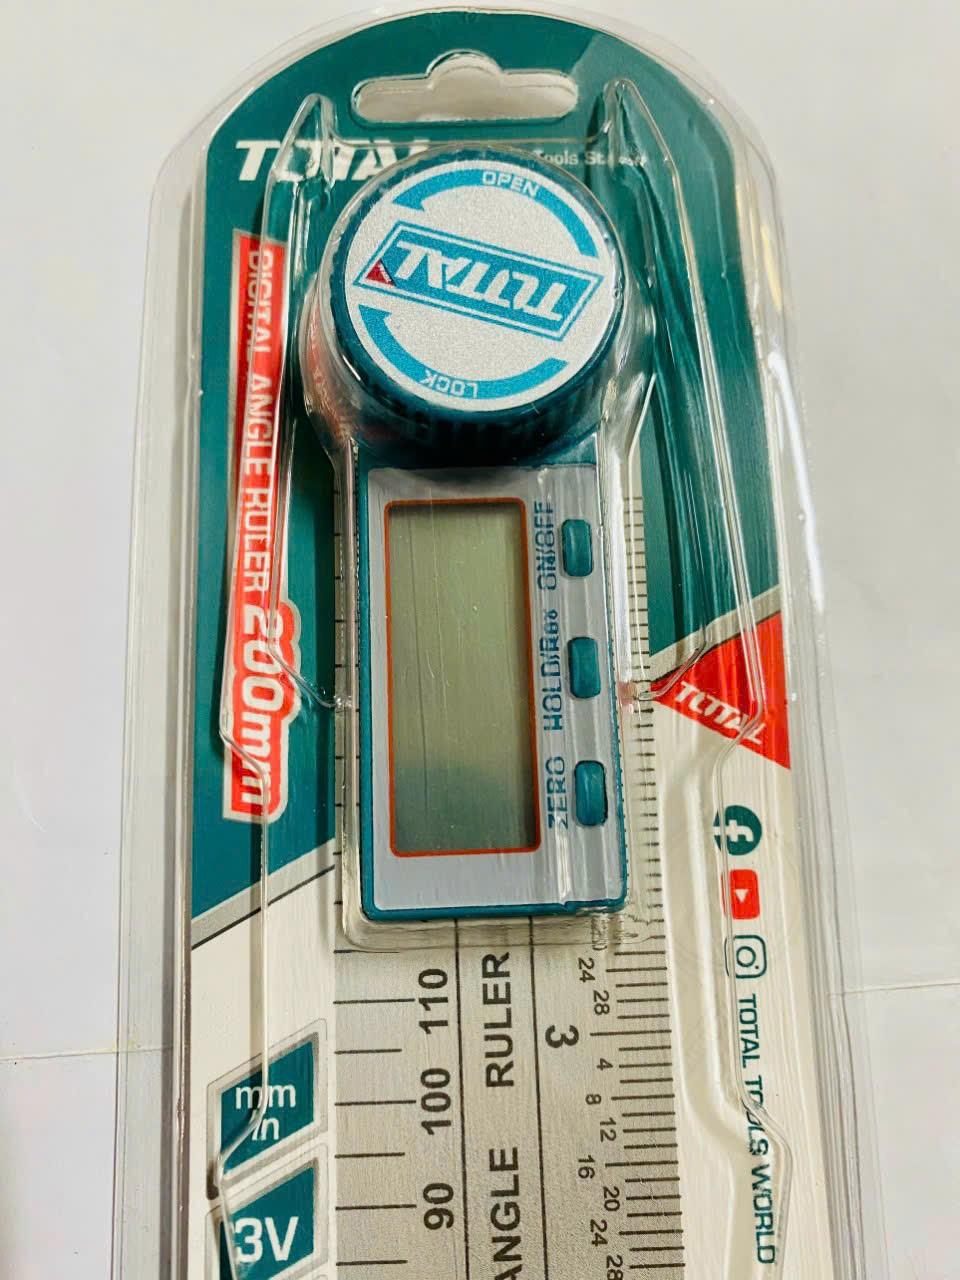 TOTAL
Tools
OPEN
TOTAL
LOCK
DIGITAL ANGLE RULER 200mm
ON/OFF
HOLD/Rex
ZERO
TOTAL
TOTAL TOOLS WORLD
mm
in
3V
ANGLE RULER
110
100
90
3
24
28
4
8
12
16
20
24
28